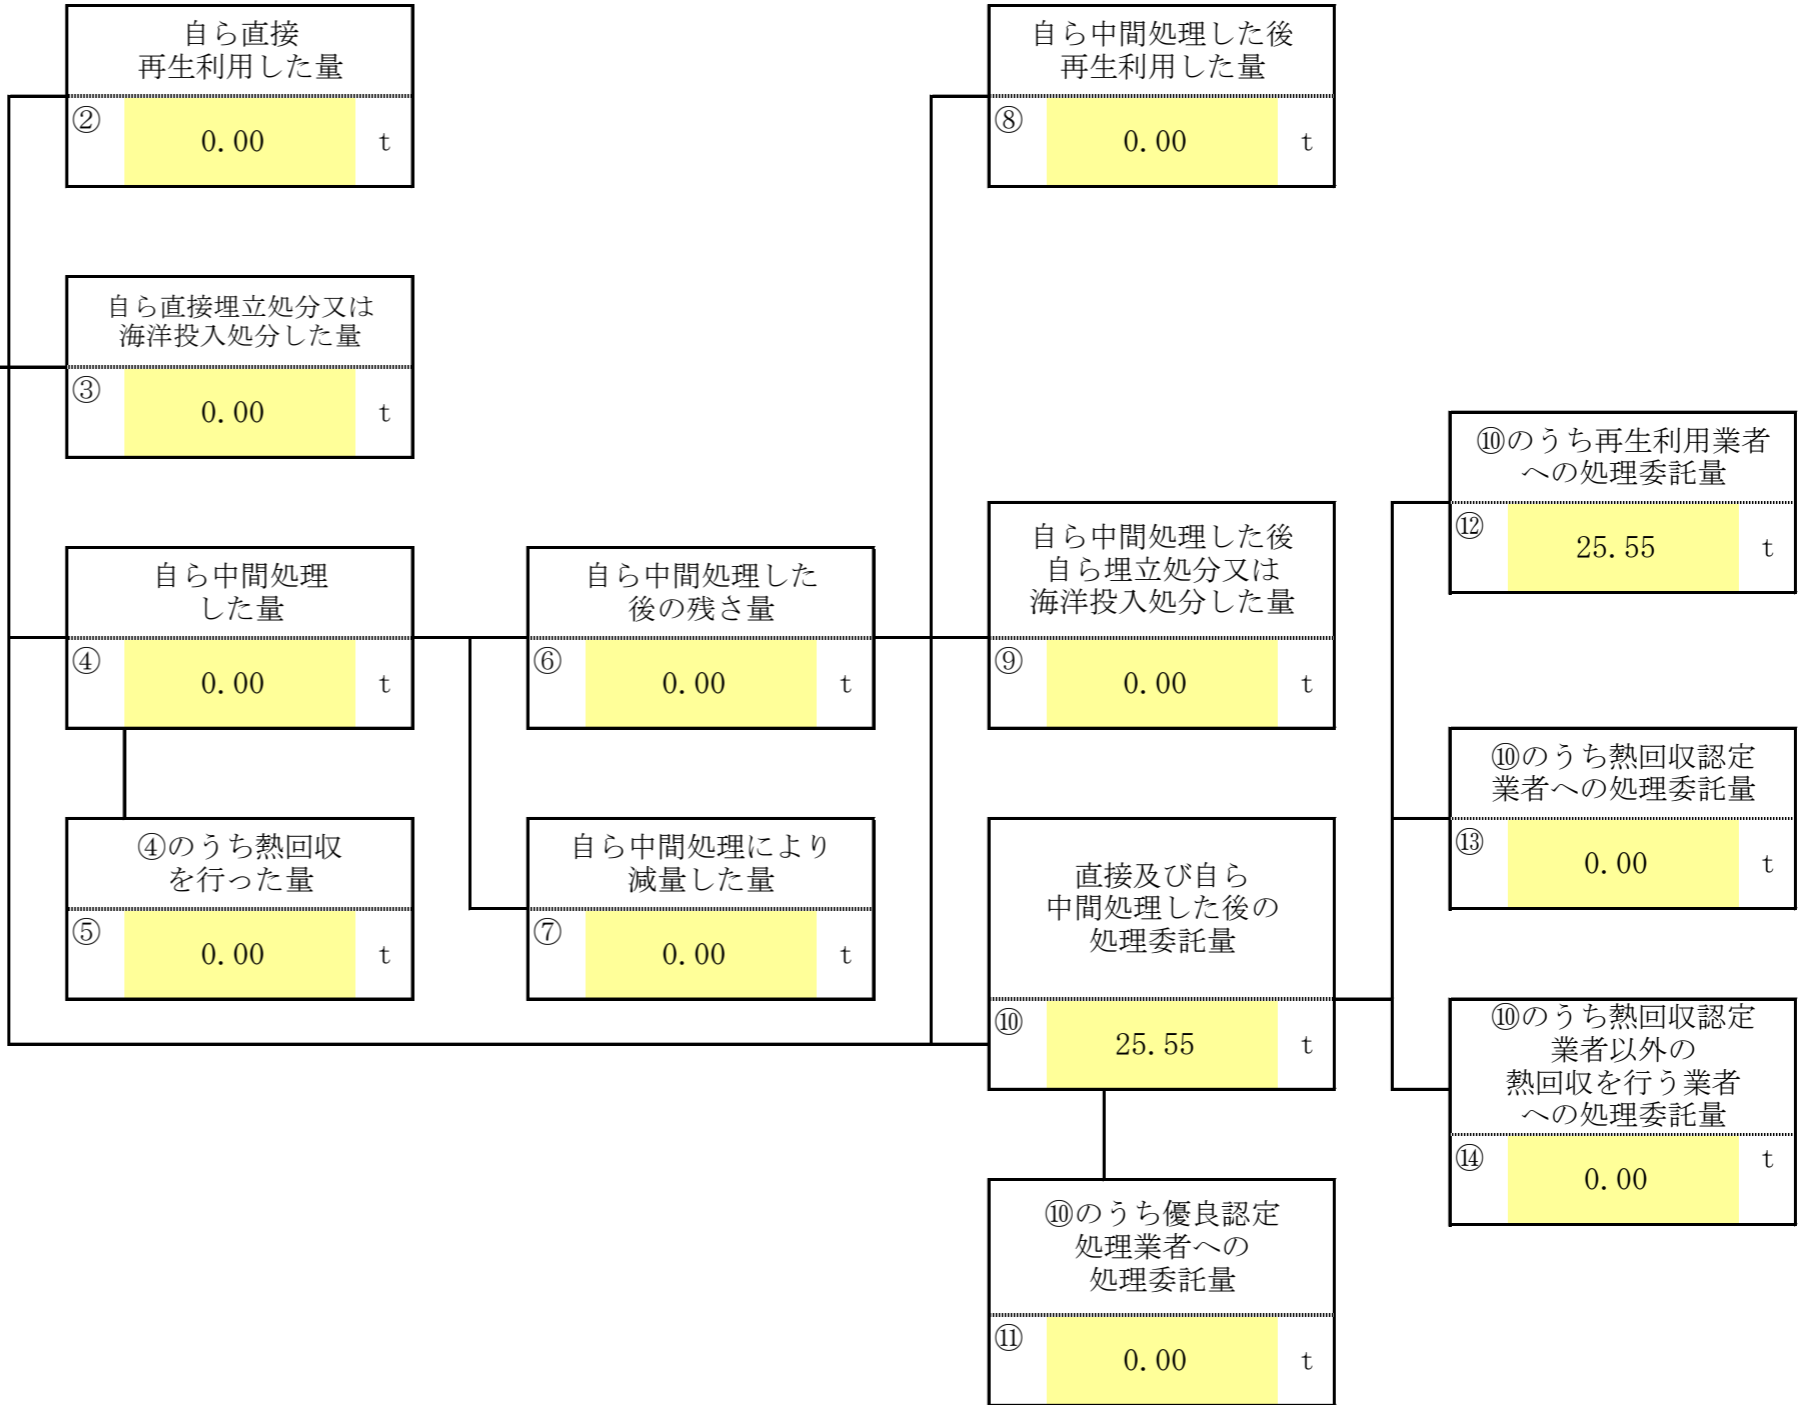 自ら直接
再生利用した量
②
0.00
t
自ら中間処理した後
再生利用した量
⑧
0.00
t
自ら直接埋立処分又は
海洋投入処分した量
③
0.00
t
⑩のうち再生利用業者
への処理委託量
⑫
25.55
t
自ら中間処理
した量
④
0.00
t
自ら中間処理した
後の残さ量
⑥
0.00
t
自ら中間処理した後
自ら埋立処分又は
海洋投入処分した量
⑨
0.00
t
⑩のうち熱回収認定
業者への処理委託量
⑬
0.00
t
④のうち熱回収
を行った量
⑤
0.00
t
自ら中間処理により
減量した量
⑦
0.00
t
直接及び自ら
中間処理した後の
処理委託量
⑩
25.55
t
⑩のうち熱回収認定
業者以外の
熱回収を行う業者
への処理委託量
⑭
0.00
t
⑩のうち優良認定
処理業者への
処理委託量
⑪
0.00
t